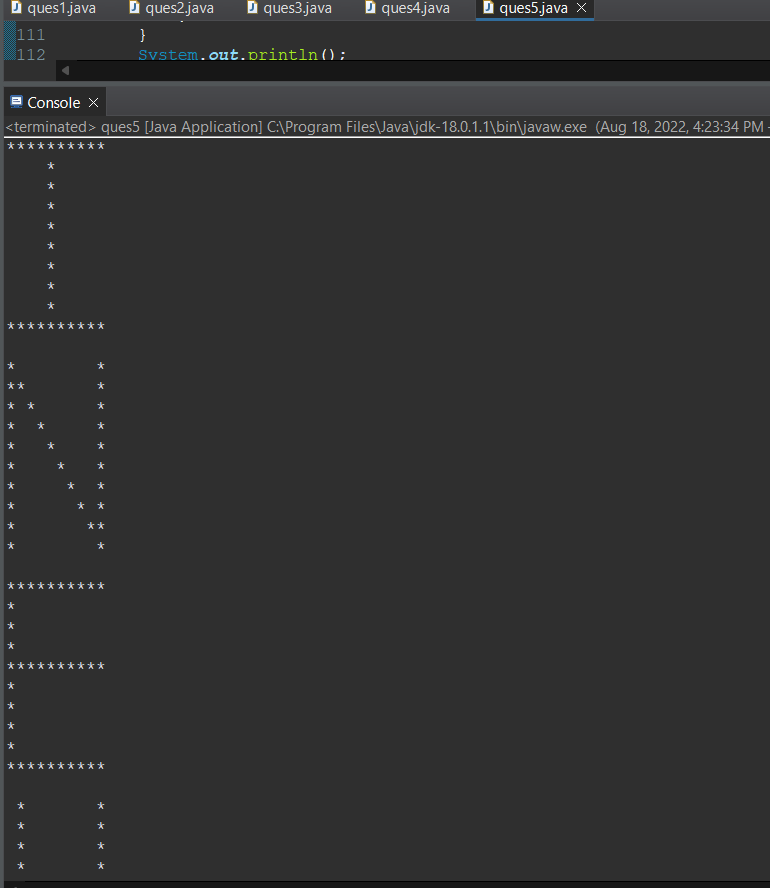 ques1.java ques2.java ques3.java ques4.java ques5.java
111 }
112 System.out.println();
Console
<terminated> ques5 [Java Application] C:\Program Files\Java\jdk-18.0.1.1\bin\javaw.exe (Aug 18, 2022, 4:23:34 PM -
**********
    *
    *
    *
    *
    *
    *
    *
    *
**********

*        *
**       *
* *      *
*  *     *
*   *    *
*    *   *
*     *  *
*      * *
*       **
*        *

**********
*
*
*
**********
*
*
*
*
**********

 *       *
 *       *
 *       *
 *       *